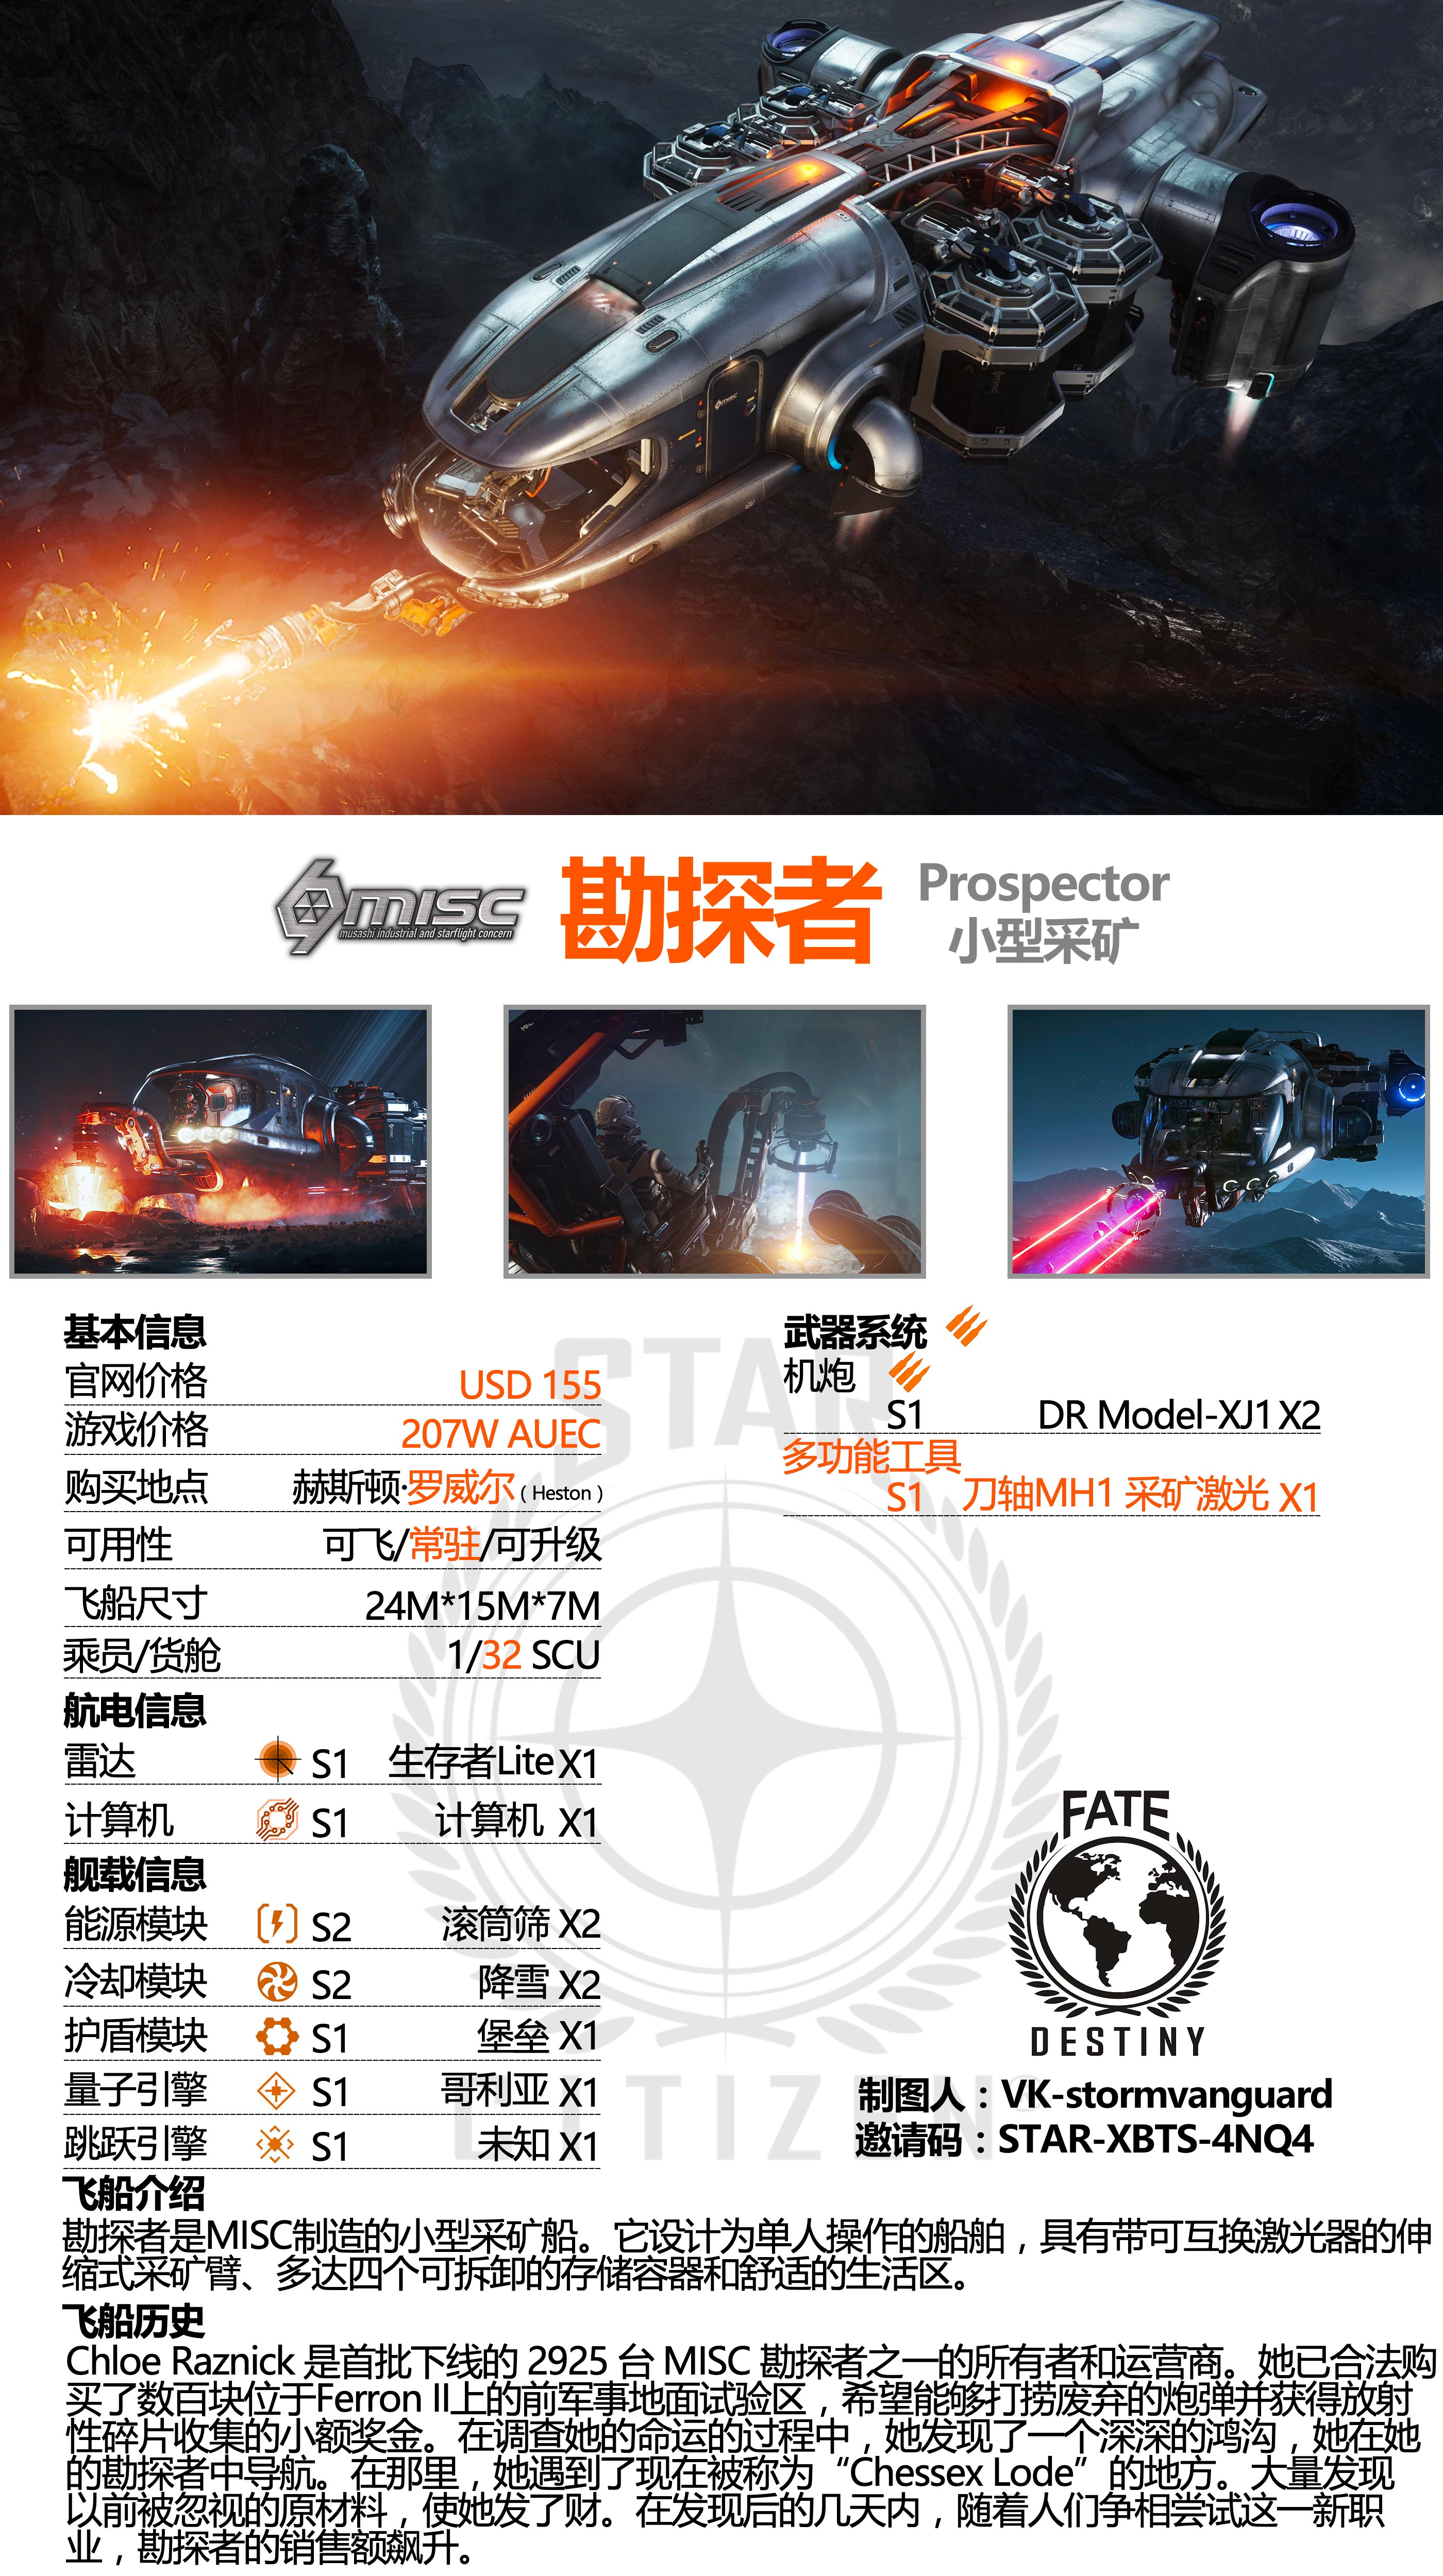 MISC
musashi industrial and starflight concern
勘探者
Prospector
小型采矿
基本信息
官网价格 USD 155
游戏价格 207W AUEC
购买地点 赫斯顿·罗威尔（Heston）
可用性 可飞/常驻/可升级
飞船尺寸 24M*15M*7M
乘员/货舱 1/32 SCU
航电信息
雷达 S1 生存者Lite X1
计算机 S1 计算机 X1
舰载信息
能源模块 S2 滚筒筛 X2
冷却模块 S2 降雪 X2
护盾模块 S1 堡垒 X1
量子引擎 S1 哥利亚 X1
跳跃引擎 S1 未知 X1
武器系统
机炮
S1 DR Model-XJ1 X2
多功能工具
S1 刀轴MH1 采矿激光 X1
STAR
CITIZEN
FATE
DESTINY
制图人：VK-stormvanguard
邀请码：STAR-XBTS-4NQ4
飞船介绍
勘探者是MISC制造的小型采矿船。它设计为单人操作的船舶，具有带可互换激光器的伸
缩式采矿臂、多达四个可拆卸的存储容器和舒适的生活区。
飞船历史
Chloe Raznick 是首批下线的 2925 台 MISC 勘探者之一的所有者和运营商。她已合法购
买了数百块位于Ferron II上的前军事地面试验区，希望能够打捞废弃的炮弹并获得放射
性碎片收集的小额奖金。在调查她的命运的过程中，她发现了一个深深的鸿沟，她在她
的勘探者中导航。在那里，她遇到了现在被称为“Chessex Lode”的地方。大量发现
以前被忽视的原材料，使她发了财。在发现后的几天内，随着人们争相尝试这一新职
业，勘探者的销售额飙升。